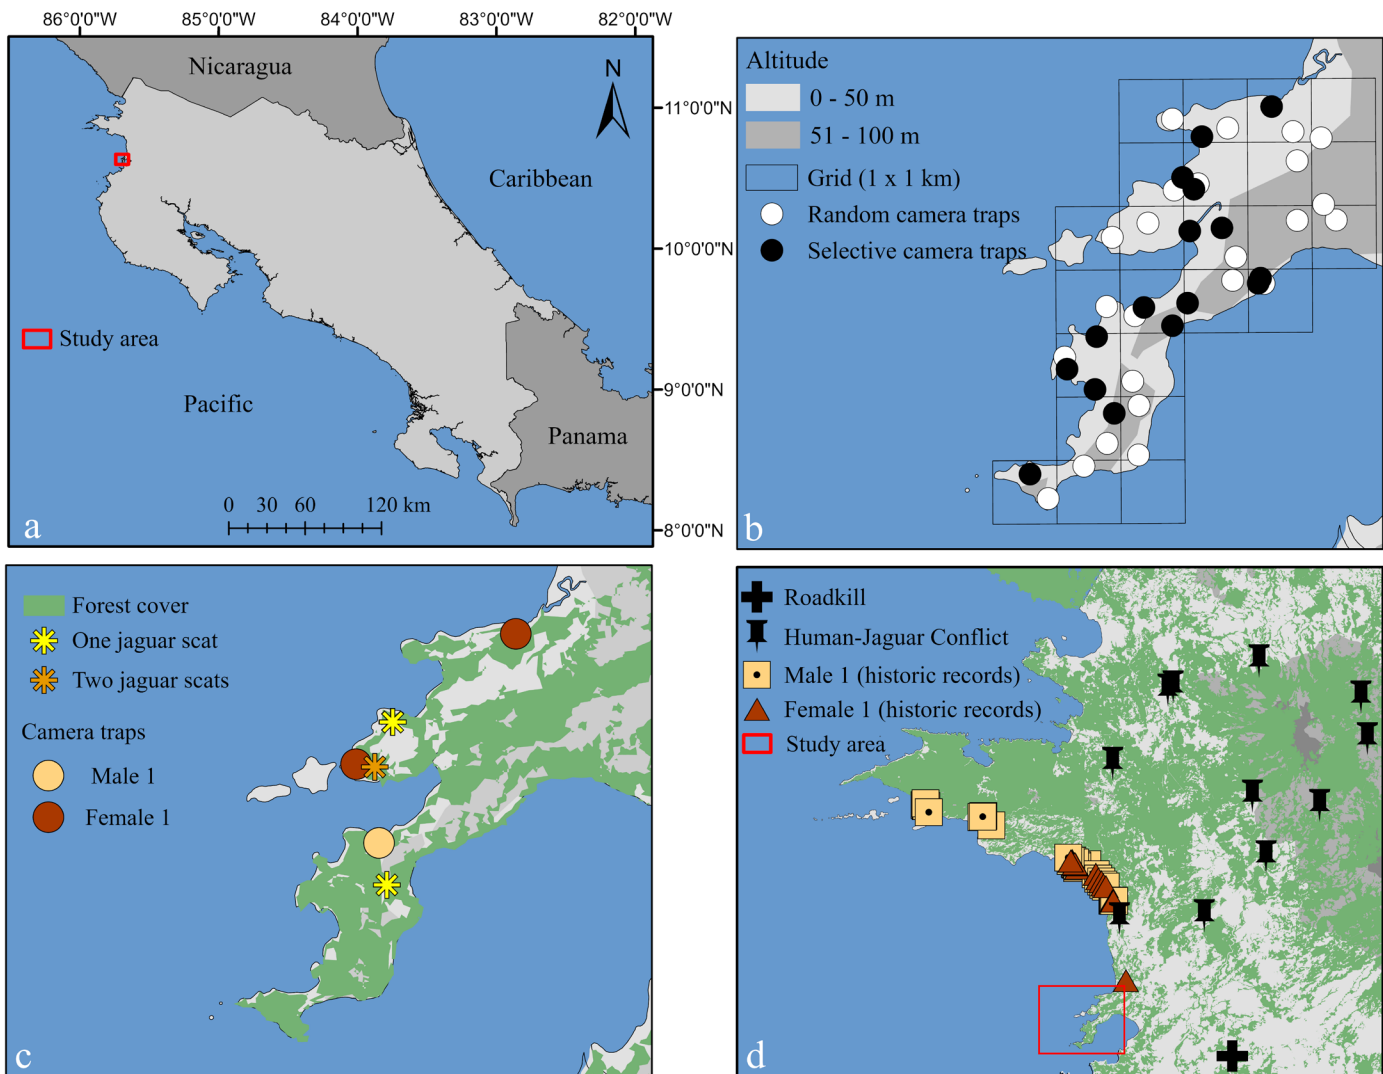 86°0'0"W
85°0'0"W
84°0'0"W
83°0'0"W
82°0'0"W
Nicaragua
N
11°0'0"N
Caribbean
10°0'0"N
Study area
Pacific
9°0'0"N
Panama
0 30 60 120 km
8°0'0"N
a
Altitude
0 - 50 m
51 - 100 m
Grid (1 x 1 km)
Random camera traps
Selective camera traps
b
Forest cover
One jaguar scat
Two jaguar scats
Camera traps
Male 1
Female 1
c
Roadkill
Human-Jaguar Conflict
Male 1 (historic records)
Female 1 (historic records)
Study area
d